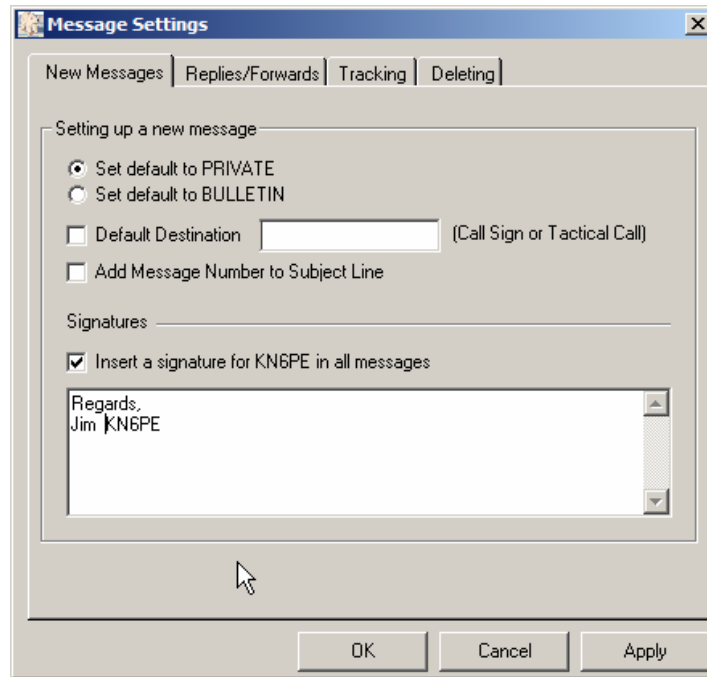 Message Settings
New Messages Replies/Forwards Tracking Deleting
Setting up a new message
Set default to PRIVATE
Set default to BULLETIN
Default Destination (Call Sign or Tactical Call)
Add Message Number to Subject Line
Signatures
Insert a signature for KN6PE in all messages
Regards,
Jim KN6PE
OK Cancel Apply